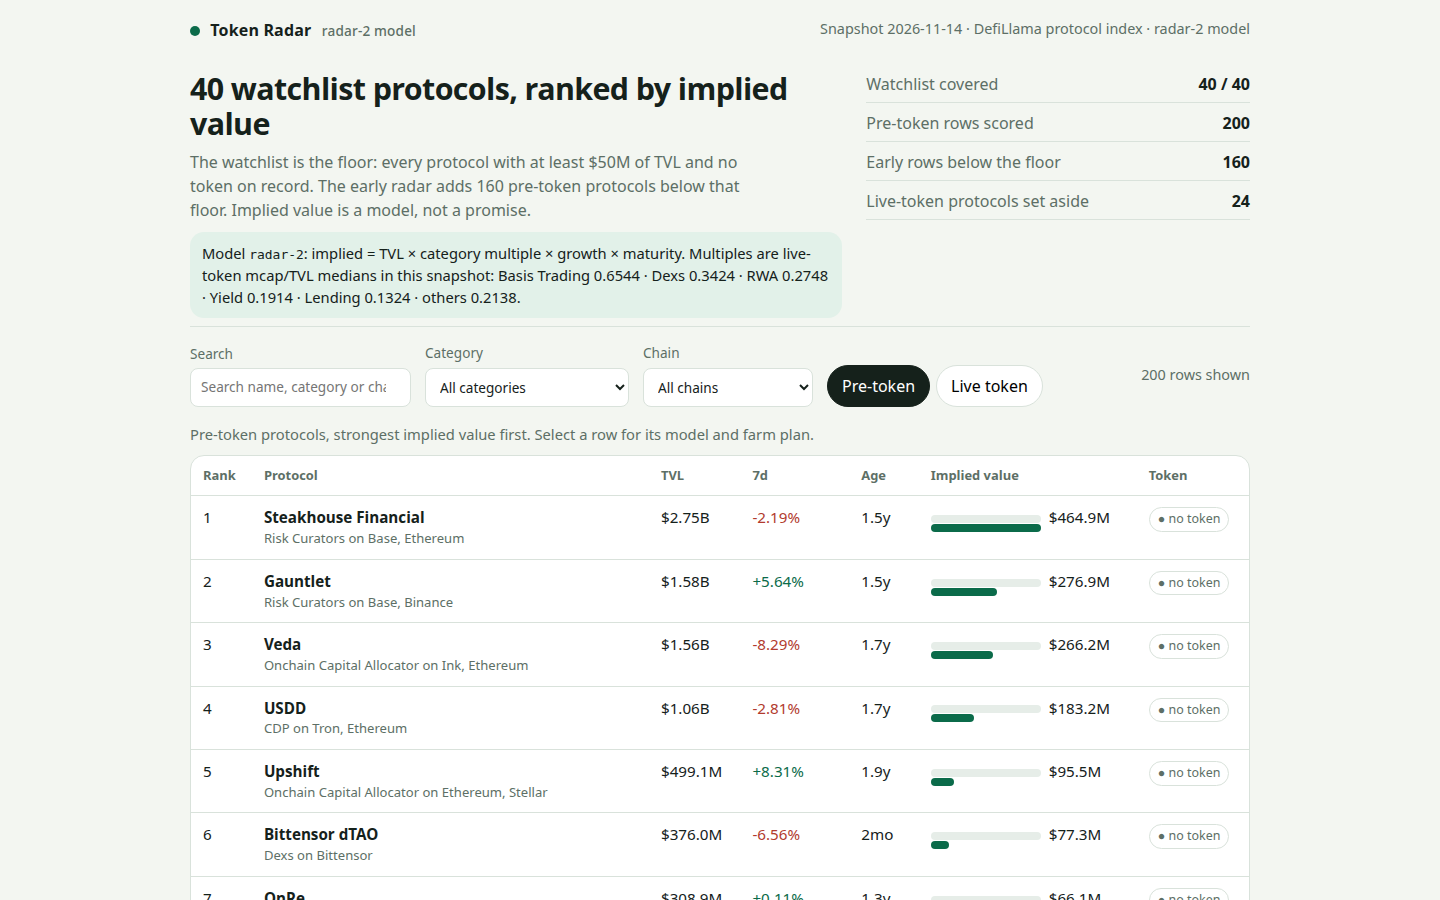 Token Radar radar-2 model
Snapshot 2026-11-14 · DefiLlama protocol index · radar-2 model
40 watchlist protocols, ranked by implied
value
The watchlist is the floor: every protocol with at least $50M of TVL and no
token on record. The early radar adds 160 pre-token protocols below that
floor. Implied value is a model, not a promise.
Model radar-2: implied = TVL × category multiple × growth × maturity. Multiples are live-
token mcap/TVL medians in this snapshot: Basis Trading 0.6544 · Dexs 0.3424 · RWA 0.2748
· Yield 0.1914 · Lending 0.1324 · others 0.2138.
Watchlist covered 40 / 40
Pre-token rows scored 200
Early rows below the floor 160
Live-token protocols set aside 24
Search
Search name, category or cha
Category
All categories
Chain
All chains
Pre-token
Live token
200 rows shown
Pre-token protocols, strongest implied value first. Select a row for its model and farm plan.
Rank Protocol TVL 7d Age Implied value Token
1 Steakhouse Financial $2.75B -2.19% 1.5y $464.9M no token
Risk Curators on Base, Ethereum
2 Gauntlet $1.58B +5.64% 1.5y $276.9M no token
Risk Curators on Base, Binance
3 Veda $1.56B -8.29% 1.7y $266.2M no token
Onchain Capital Allocator on Ink, Ethereum
4 USDD $1.06B -2.81% 1.7y $183.2M no token
CDP on Tron, Ethereum
5 Upshift $499.1M +8.31% 1.9y $95.5M no token
Onchain Capital Allocator on Ethereum, Stellar
6 Bittensor dTAO $376.0M -6.56% 2mo $77.3M no token
Dexs on Bittensor
7 OnRe $308.9M +0.11% 1.3y $66.1M no token